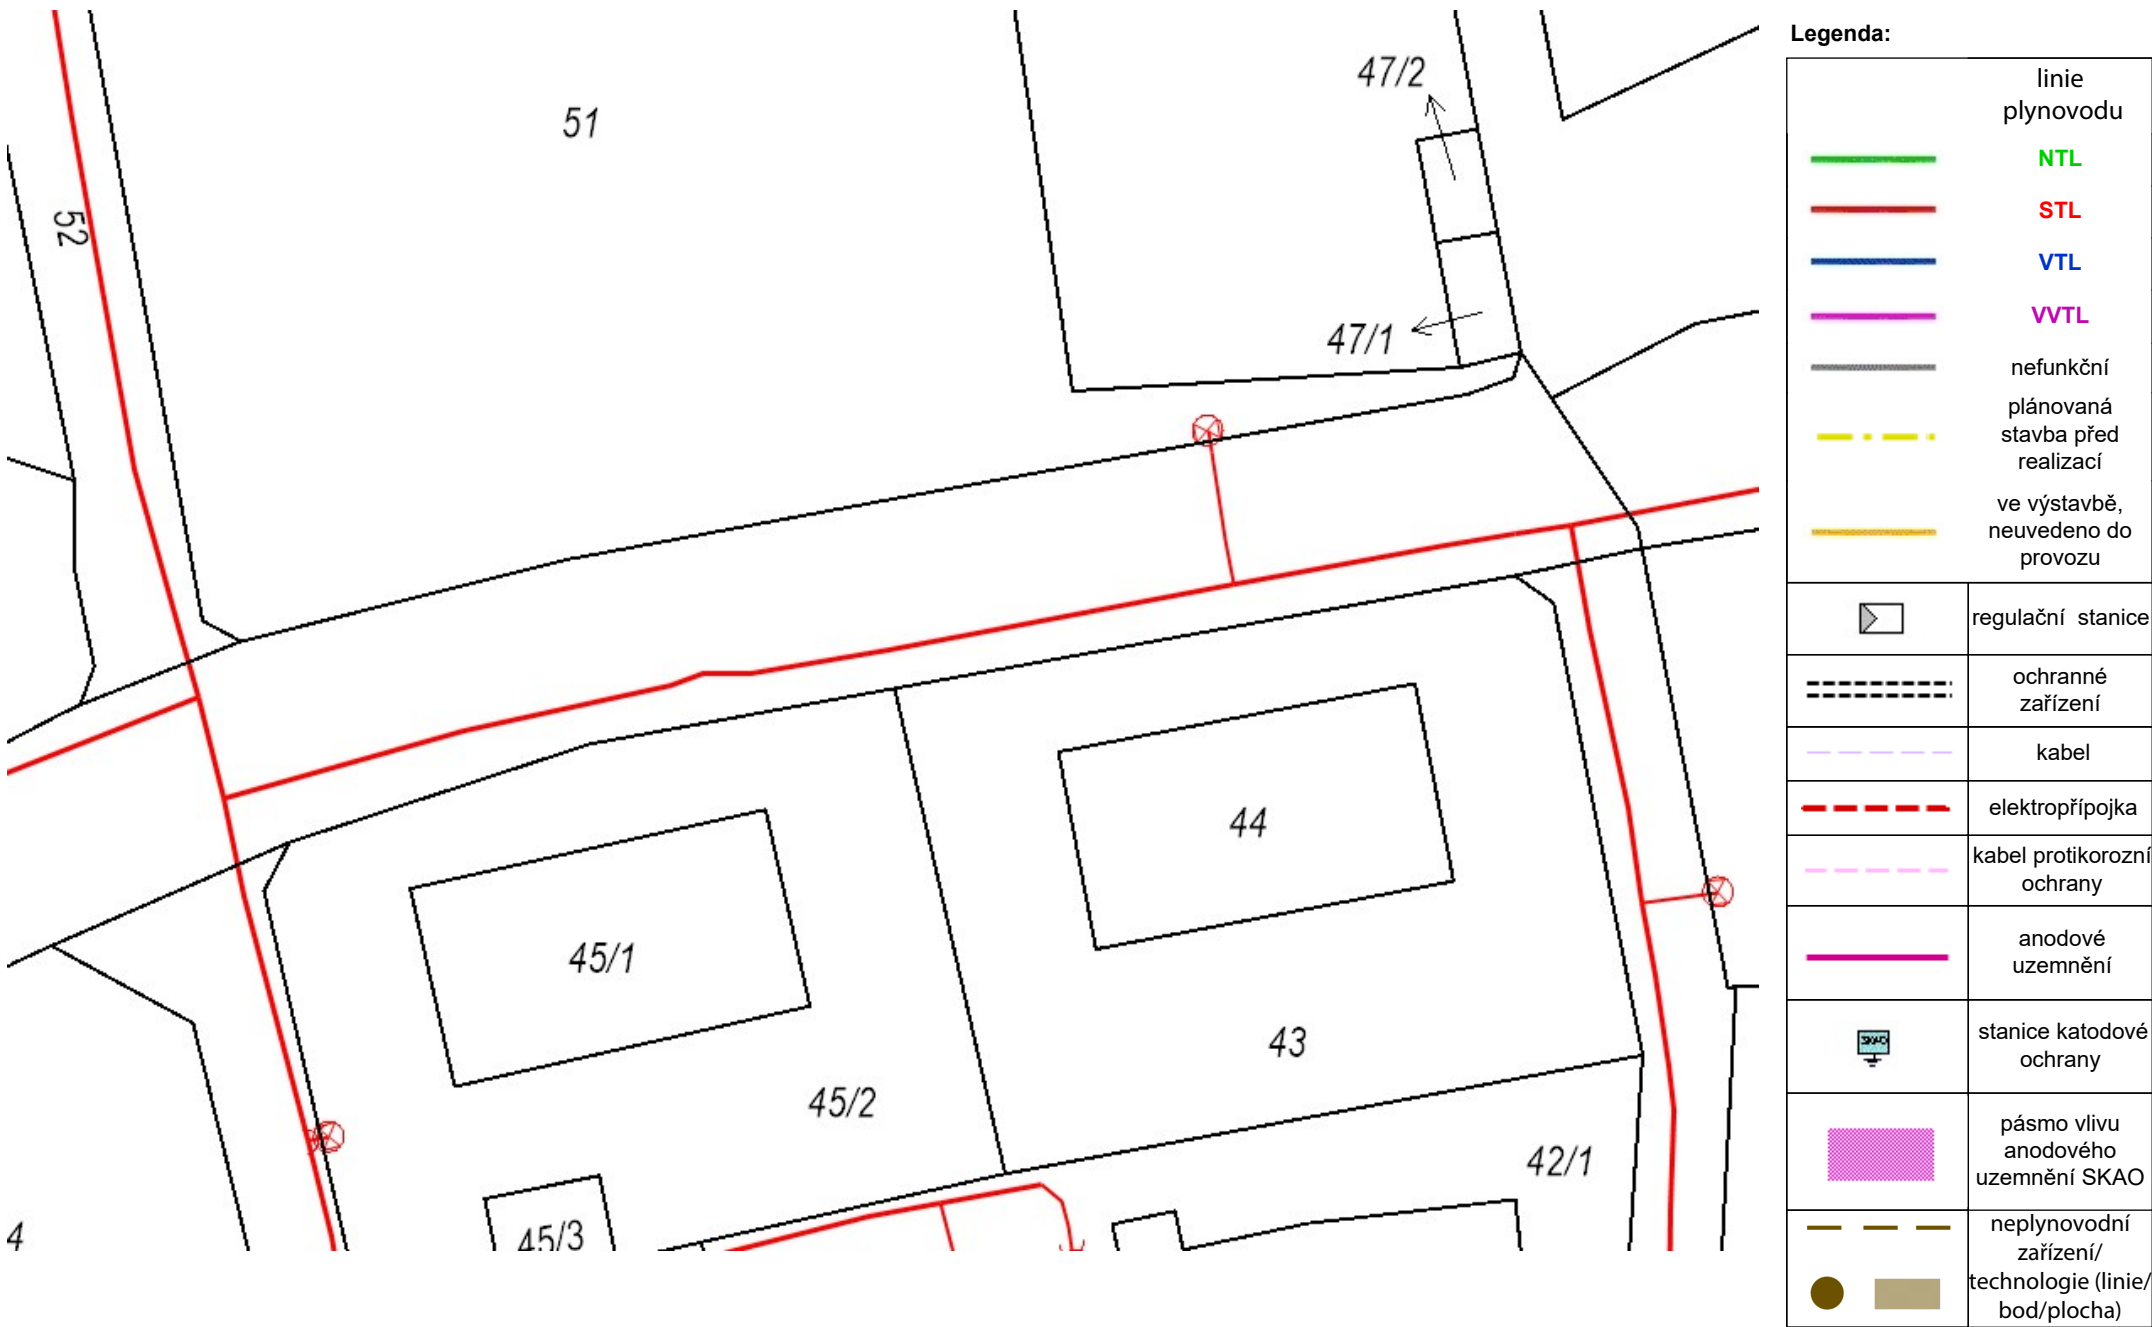 51
52
47/2
47/1
44
45/1
43
45/2
42/1
45/3
4
Legenda:
linie
plynovodu
NTL
STL
VTL
VVTL
nefunkční
plánovaná
stavba před
realizací
ve výstavbě,
neuvedeno do
provozu
regulační stanice
ochranné
zařízení
kabel
elektropřípojka
kabel protikorozní
ochrany
anodové
uzemnění
SKAO
stanice katodové
ochrany
pásmo vlivu
anodového
uzemnění SKAO
neplynovodní
zařízení/
technologie (linie/
bod/plocha)